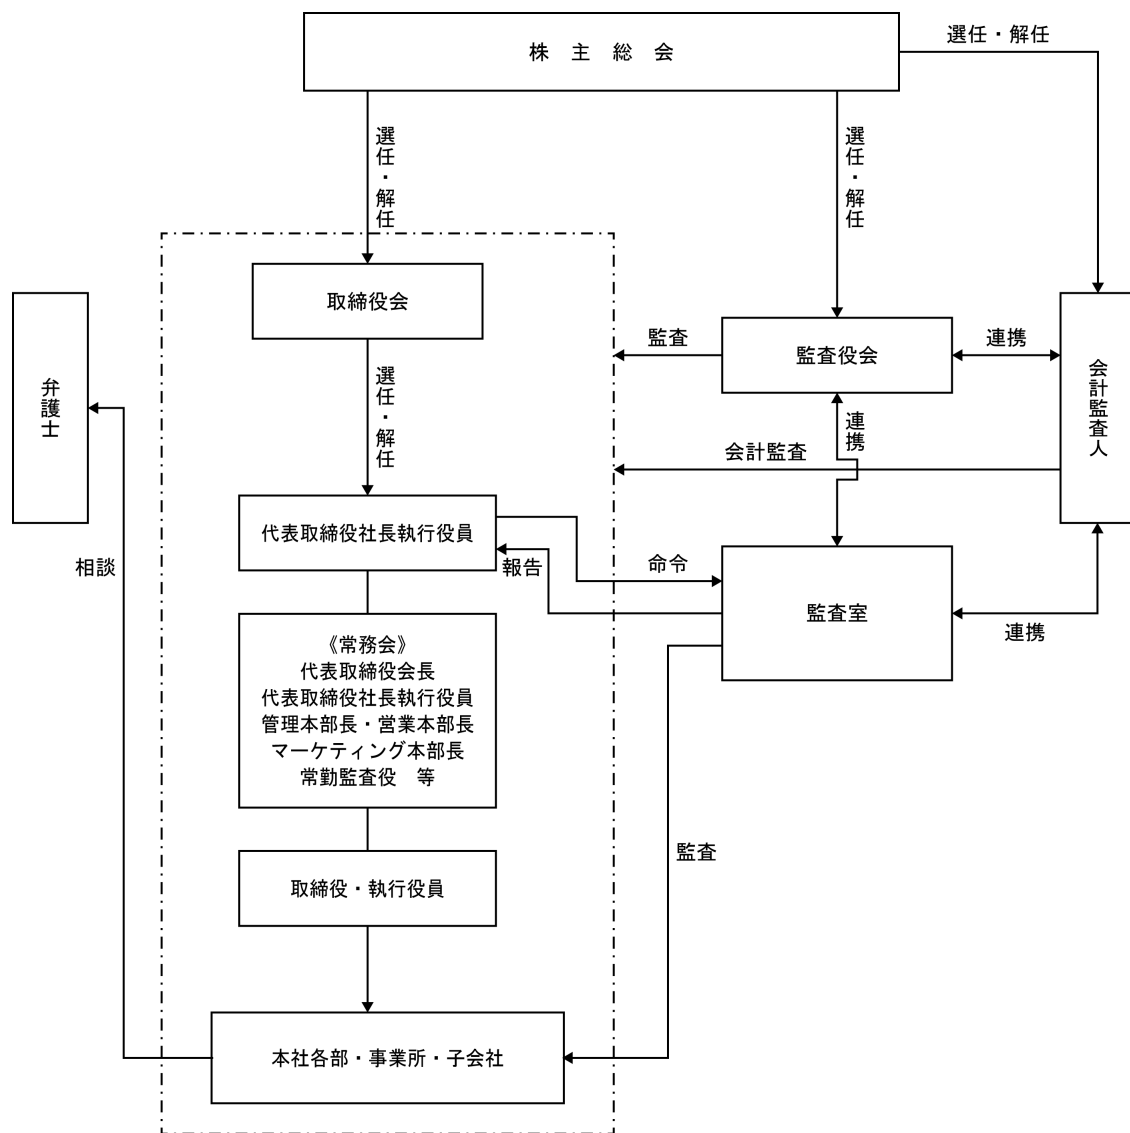 株 主 総 会
選任・解任
選任・解任
選任・解任
取締役会
監査
監査役会
連携
会計監査人
弁護士
選任・解任
連携
会計監査
代表取締役社長執行役員
命令
報告
相談
監査室
連携
《常務会》
代表取締役会長
代表取締役社長執行役員
管理本部長・営業本部長
マーケティング本部長
常勤監査役 等
監査
取締役・執行役員
本社各部・事業所・子会社